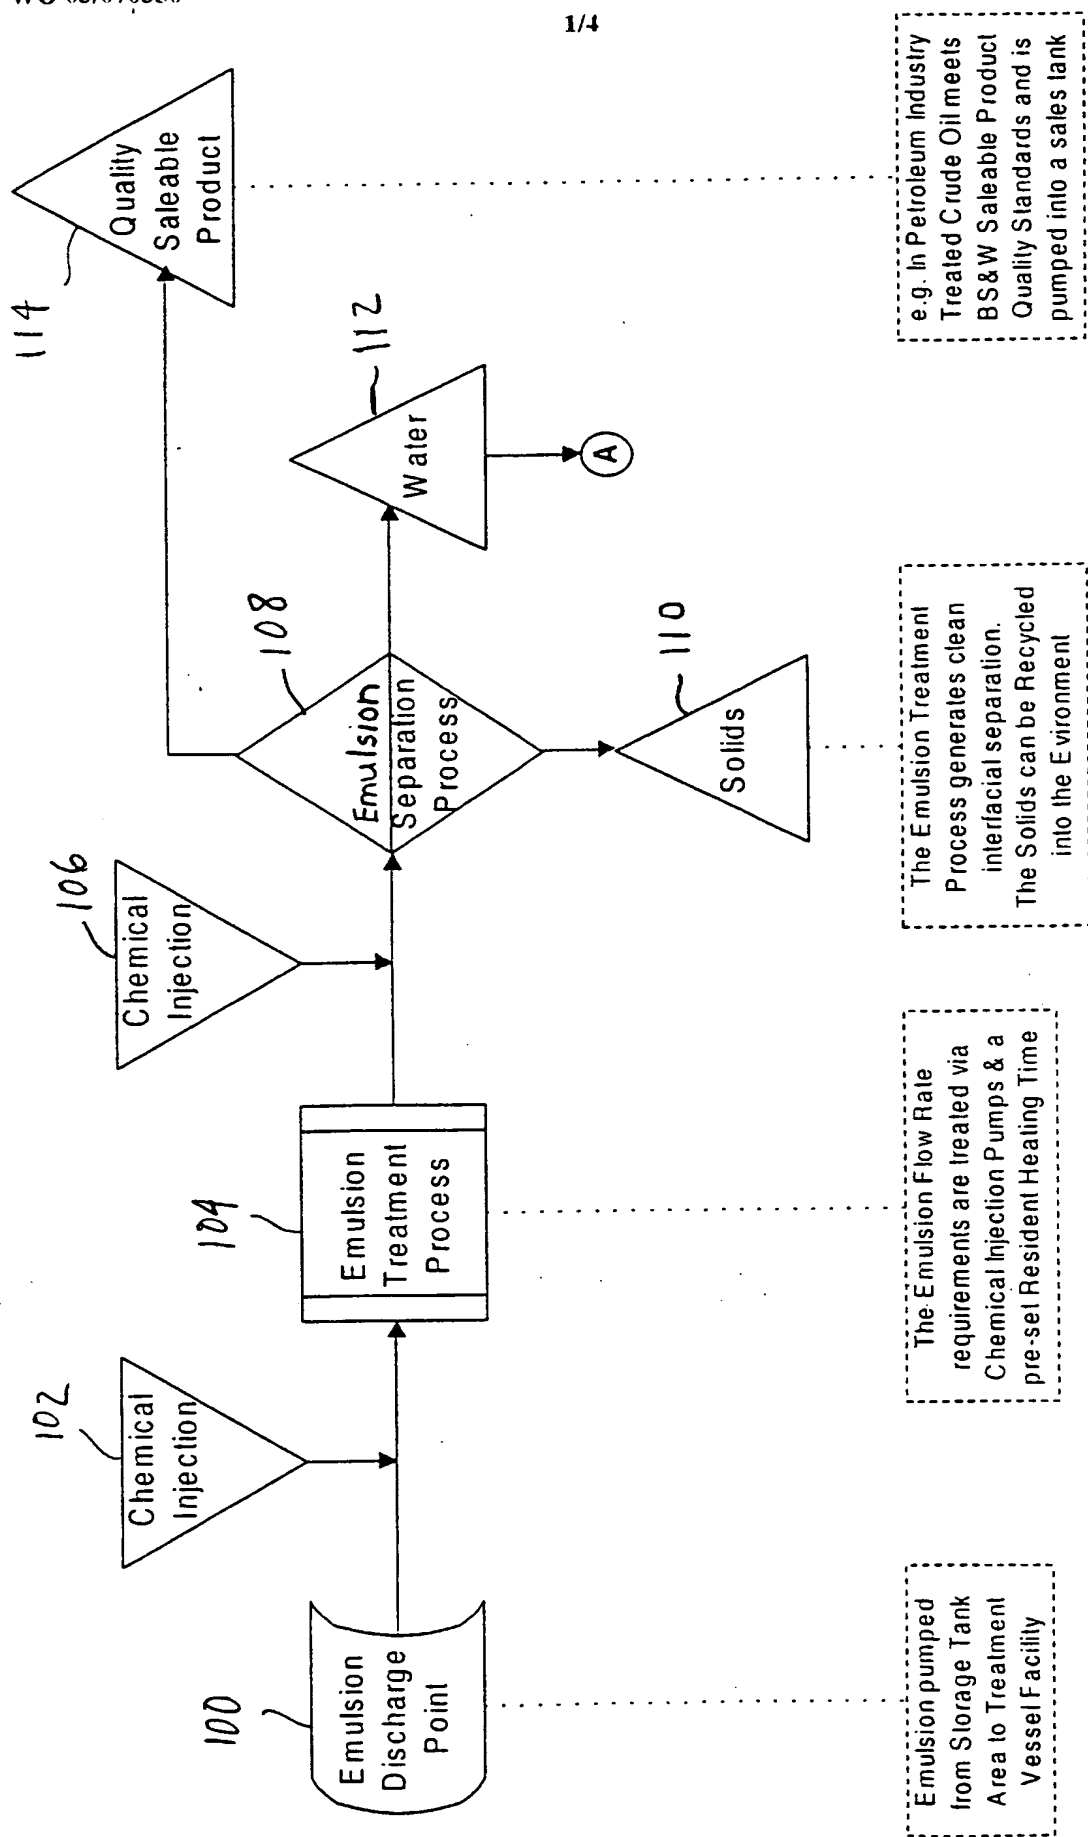 1/4
100
Emulsion
Discharge
Point
102
Chemical
Injection
104
Emulsion
Treatment
Process
106
Chemical
Injection
108
Emulsion
Separation
Process
110
Solids
112
Water
A
114
Quality
Saleable
Product
Emulsion pumped
from Storage Tank
Area to Treatment
Vessel Facility
The Emulsion Flow Rate
requirements are treated via
Chemical Injection Pumps & a
pre-set Resident Heating Time
The Emulsion Treatment
Process generates clean
interfacial separation.
The Solids can be Recycled
into the Evironment
e.g. In Petroleum Industry
Treated Crude Oil meets
BS&W Saleable Product
Quality Standards and is
pumped into a sales tank